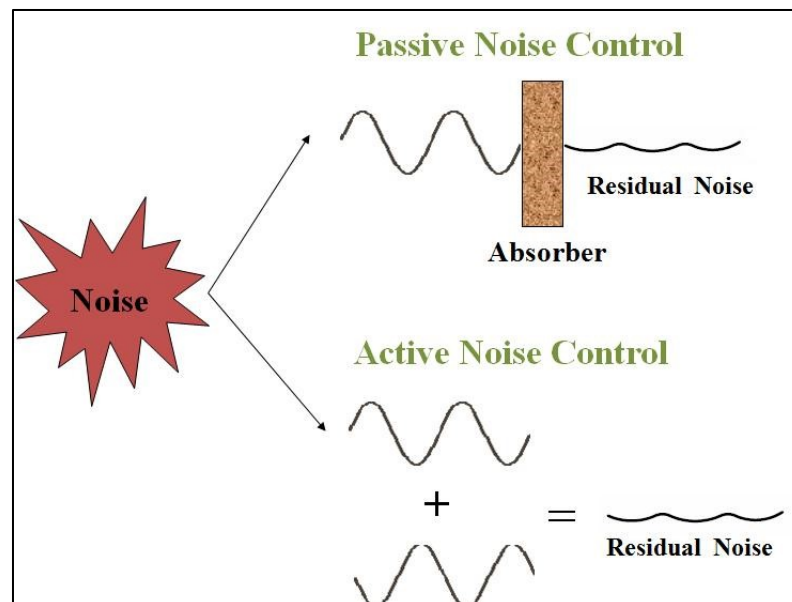 Passive Noise Control
Residual Noise
Absorber
Noise
Active Noise Control
+
=
Residual Noise